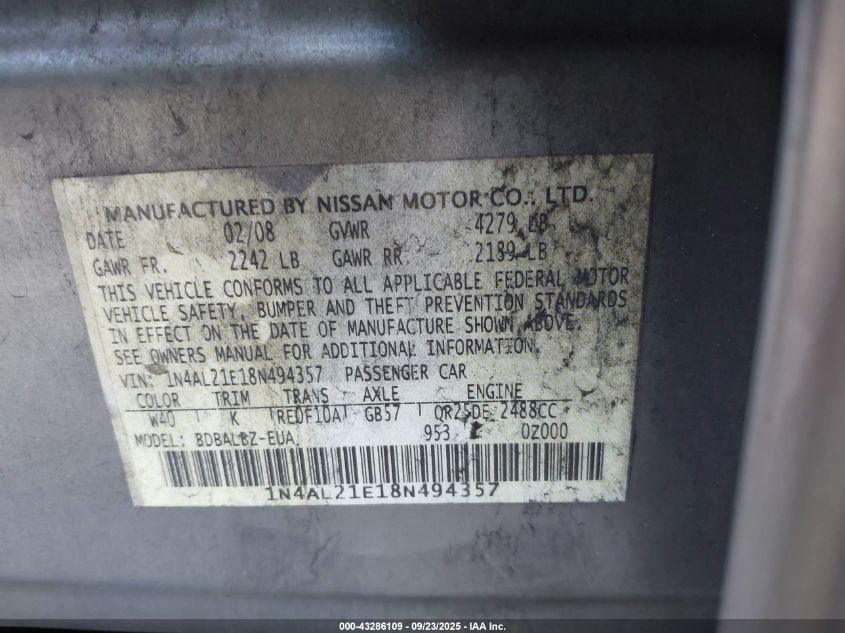 MANUFACTURED BY NISSAN MOTOR CO., LTD.
DATE 02/08 GVWR 4279 LB
GAWR FR. 2242 LB GAWR RR. 2189 LB
THIS VEHICLE CONFORMS TO ALL APPLICABLE FEDERAL MOTOR
VEHICLE SAFETY, BUMPER AND THEFT PREVENTION STANDARDS
IN EFFECT ON THE DATE OF MANUFACTURE SHOWN ABOVE.
SEE OWNERS MANUAL FOR ADDITIONAL INFORMATION.
VIN: 1N4AL21E18N494357 PASSENGER CAR
COLOR TRIM TRANS AXLE ENGINE
W40 K RE0F10A GB57 QR25DE 2488CC
MODEL: BDBALBZ-EUA 953 0Z000
1N4AL21E18N494357
000-43286109 - 09/23/2025 - IAA Inc.